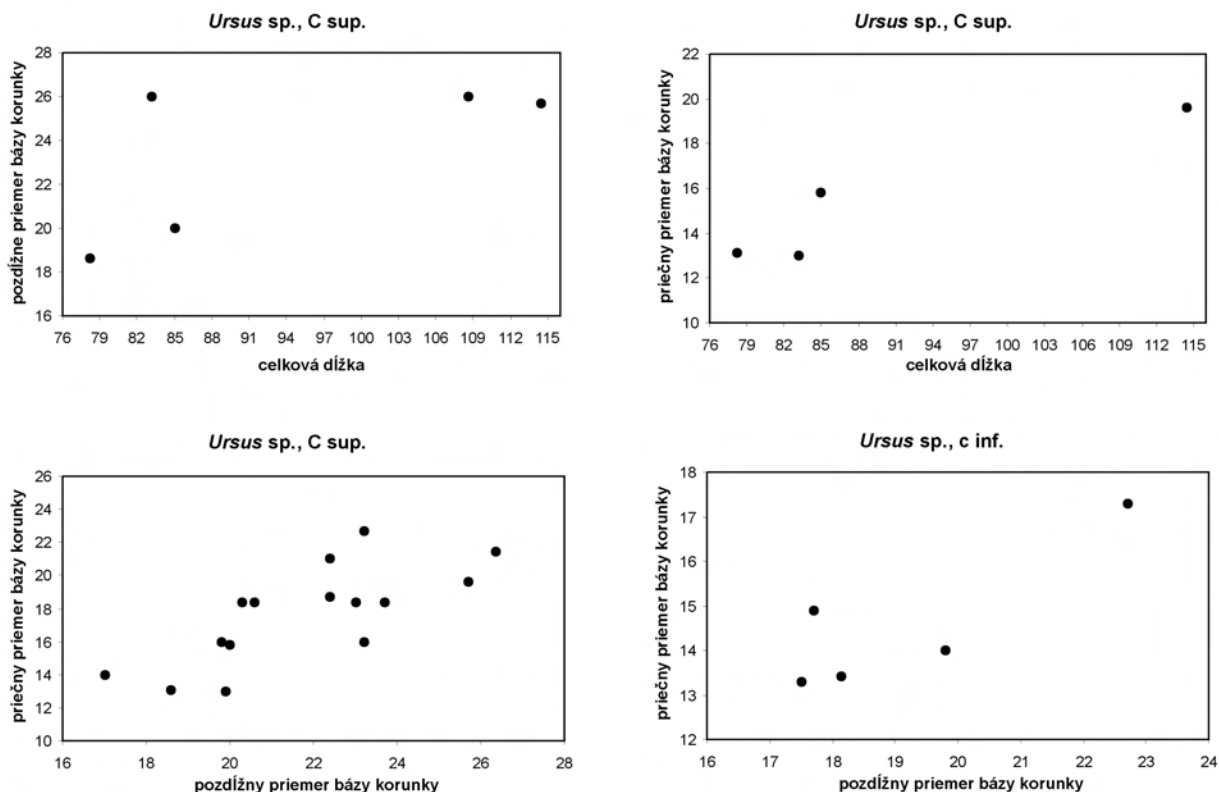 Ursus sp., C sup.
28
26
24
22
20
18
16
76 79 82 85 88 91 94 97 100 103 106 109 112 115
pozdĺžne priemer bázy korunky
celková dĺžka
Ursus sp., C sup.
22
20
18
16
14
12
10
76 79 82 85 88 91 94 97 100 103 106 109 112 115
priečny priemer bázy korunky
celková dĺžka
Ursus sp., C sup.
26
24
22
20
18
16
14
12
10
16 18 20 22 24 26 28
priečny priemer bázy korunky
pozdĺžny priemer bázy korunky
Ursus sp., c inf.
18
17
16
15
14
13
12
16 17 18 19 20 21 22 23 24
priečny priemer bázy korunky
pozdĺžny priemer bázy korunky